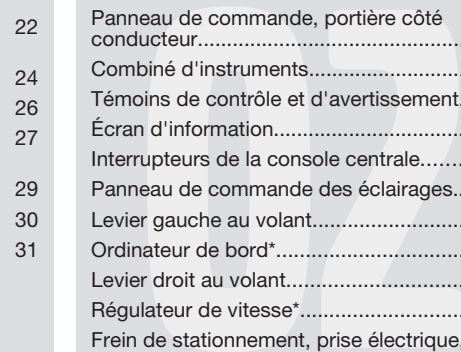 22
24
26
27
29
30
31
Panneau de commande, portière côté
conducteur..............................................
Combiné d'instruments..........................
Témoins de contrôle et d'avertissement.
Écran d'information................................
Interrupteurs de la console centrale.......
Panneau de commande des éclairages..
Levier gauche au volant.........................
Ordinateur de bord*...............................
Levier droit au volant..............................
Régulateur de vitesse*...........................
Frein de stationnement, prise électrique,
02